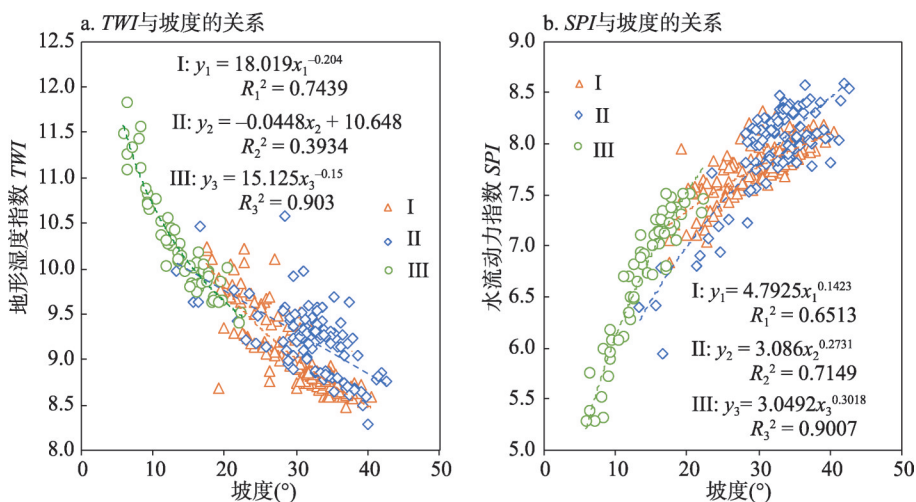 a. TWI与坡度的关系
12.5
12.0
11.5
11.0
10.5
10.0
9.5
9.0
8.5
8.0
地形湿度指数 TWI
I: y₁ = 18.019x₁⁻⁰·²⁰⁴
R₁² = 0.7439
II: y₂ = –0.0448x₂ + 10.648
R₂² = 0.3934
III: y₃ = 15.125x₃⁻⁰·¹⁵
R₃² = 0.903
I
II
III
0 10 20 30 40 50
坡度(°)
b. SPI与坡度的关系
9.0
8.5
8.0
7.5
7.0
6.5
6.0
5.5
5.0
水流动力指数 SPI
I
II
III
I: y₁= 4.7925x₁⁰·¹⁴²³
R₁² = 0.6513
II: y₂ = 3.086x₂⁰·²⁷³¹
R₂² = 0.7149
III: y₃= 3.0492x₃⁰·³⁰¹⁸
R₃² = 0.9007
0 10 20 30 40 50
坡度(°)